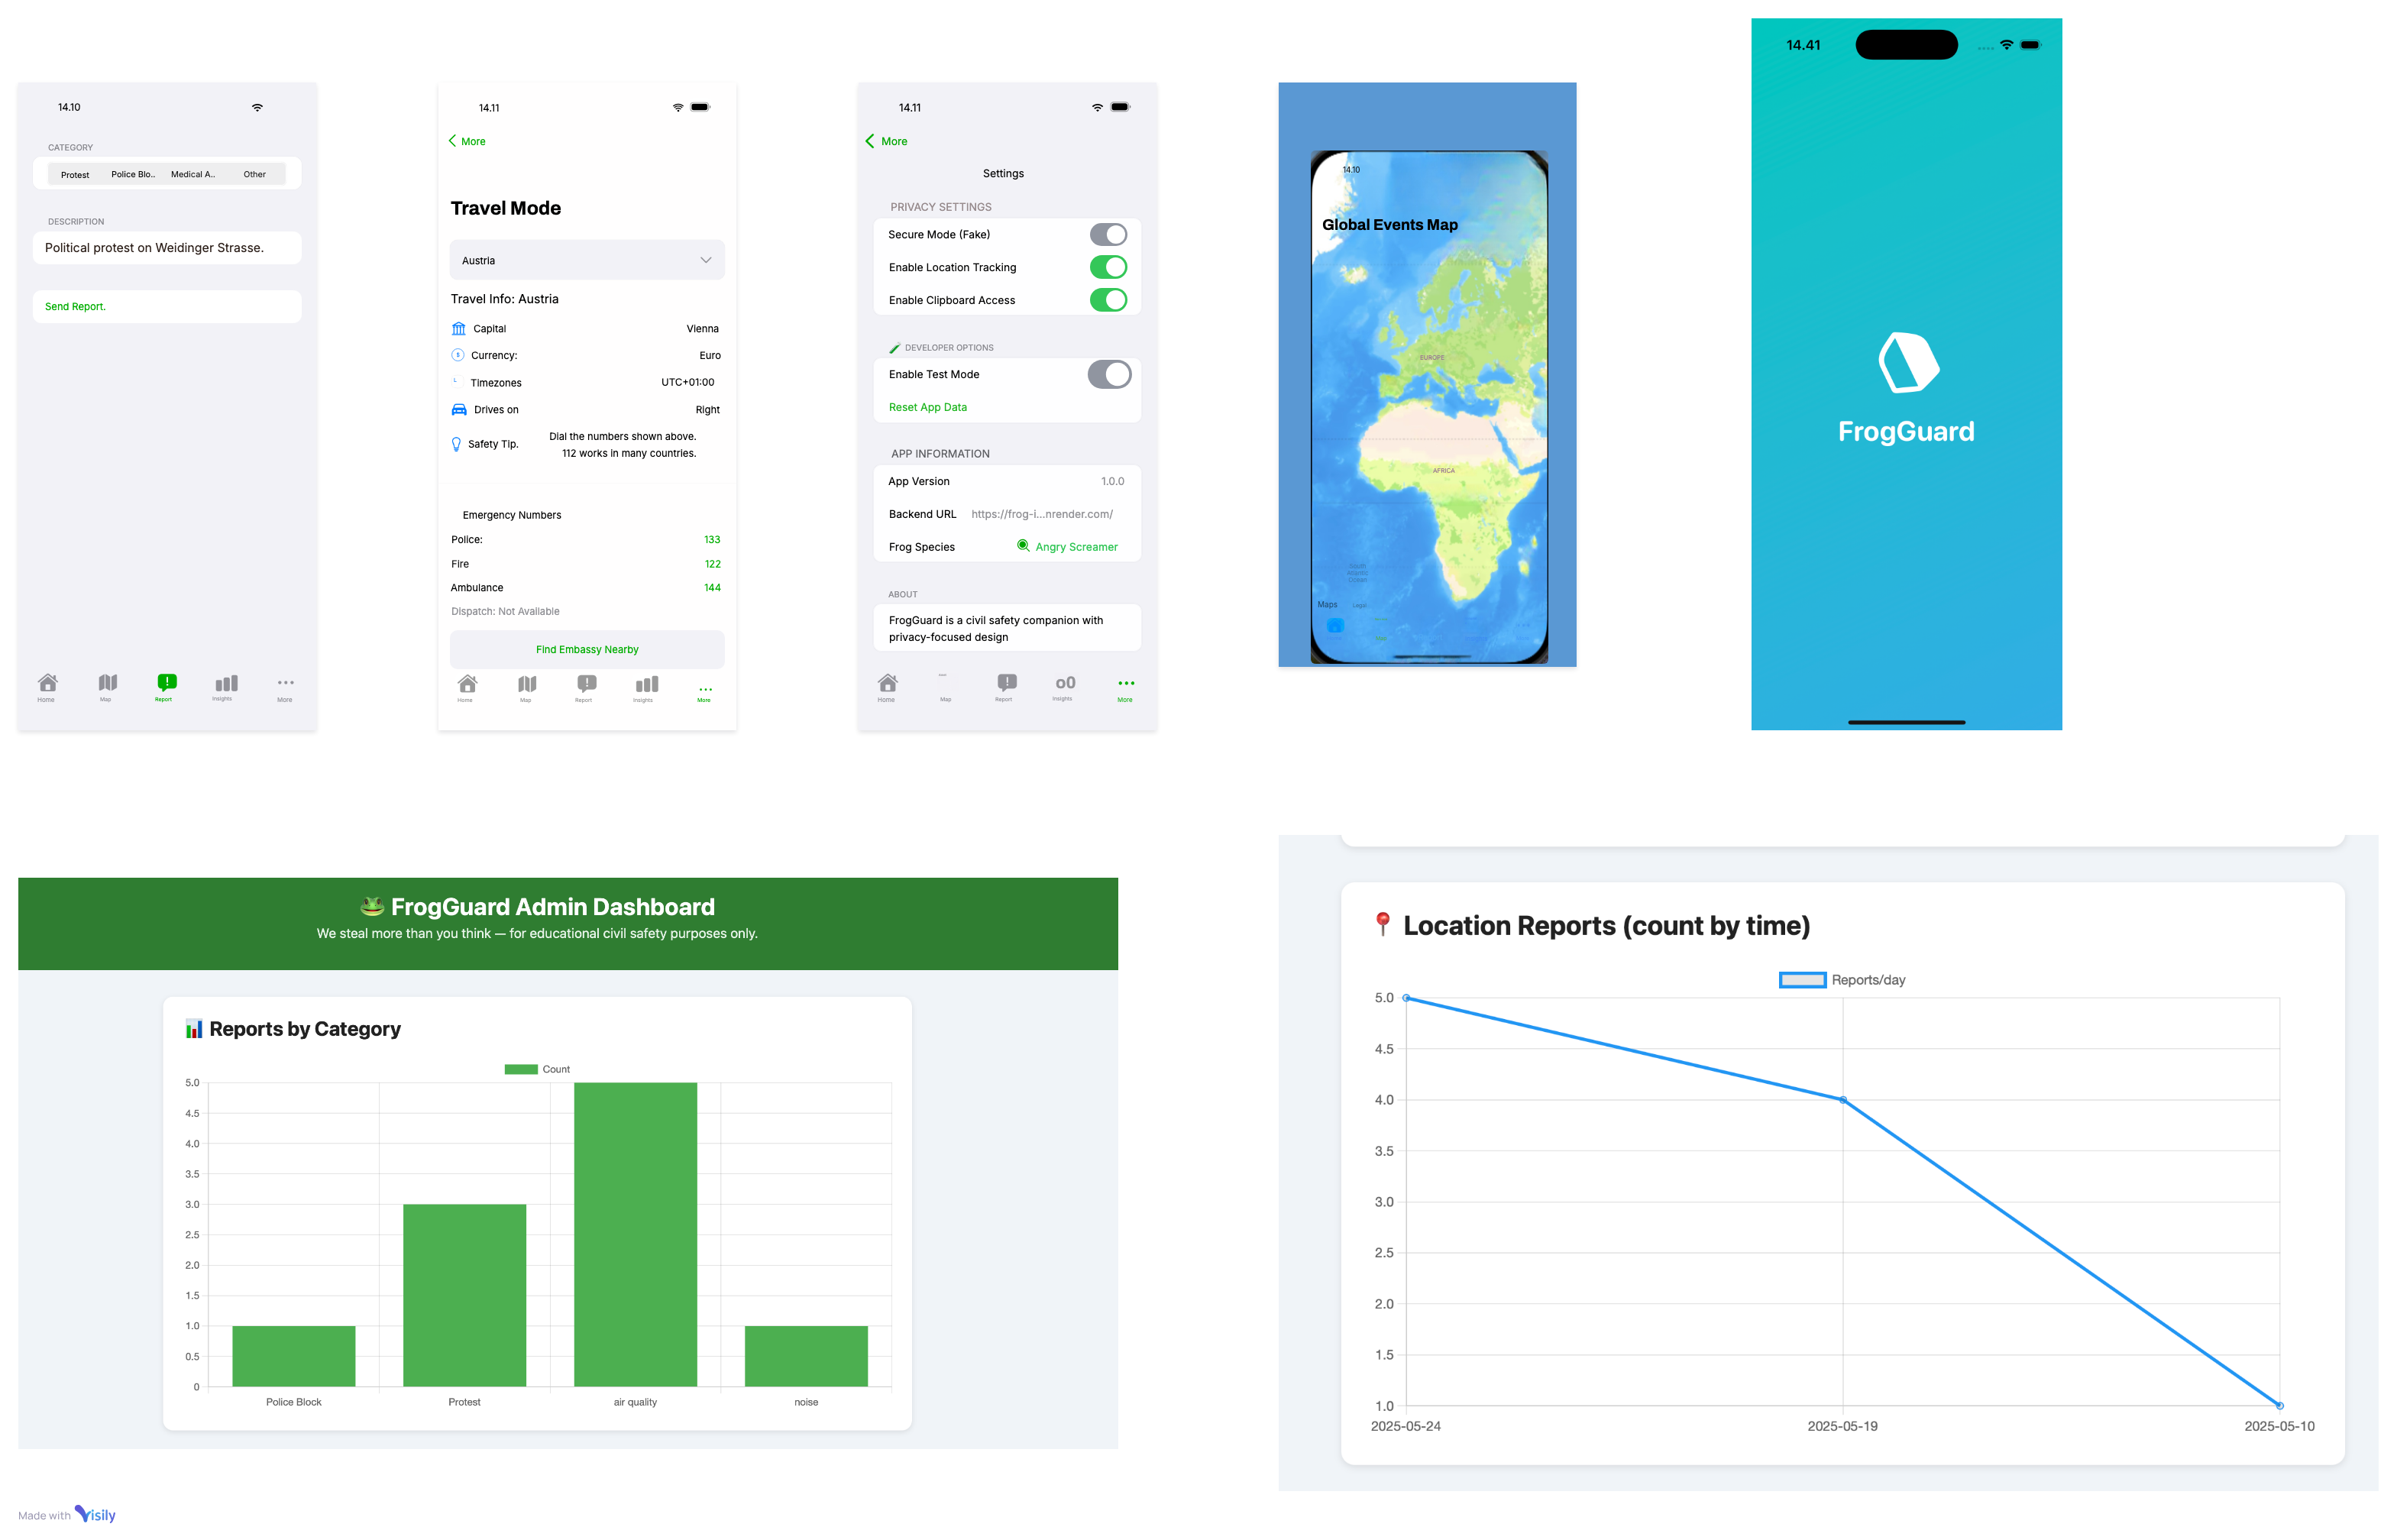 14.10
CATEGORY
Protest Police Blo.. Medical A.. Other
DESCRIPTION
Political protest on Weidinger Strasse.
Send Report.
Home Map Report Insights More
14.11
More
Travel Mode
Austria
Travel Info: Austria
Capital Vienna
Currency: Euro
Timezones UTC+01:00
Drives on Right
Safety Tip. Dial the numbers shown above.
112 works in many countries.
Emergency Numbers
Police: 133
Fire 122
Ambulance 144
Dispatch: Not Available
Find Embassy Nearby
Home Map Report Insights More
14.11
More
Settings
PRIVACY SETTINGS
Secure Mode (Fake)
Enable Location Tracking
Enable Clipboard Access
DEVELOPER OPTIONS
Enable Test Mode
Reset App Data
APP INFORMATION
App Version 1.0.0
Backend URL https://frog-i...nrender.com/
Frog Species Angry Screamer
ABOUT
FrogGuard is a civil safety companion with
privacy-focused design
o0
Home Map Report Insights More
14.10
Global Events Map
EUROPE
AFRICA
South
Atlantic
Ocean
Maps Legal
14.41
FrogGuard
FrogGuard Admin Dashboard
We steal more than you think — for educational civil safety purposes only.
Reports by Category
Count
5.0
4.5
4.0
3.5
3.0
2.5
2.0
1.5
1.0
0.5
0
Police Block Protest air quality noise
Location Reports (count by time)
Reports/day
5.0
4.5
4.0
3.5
3.0
2.5
2.0
1.5
1.0
2025-05-24 2025-05-19 2025-05-10
Made with Visily